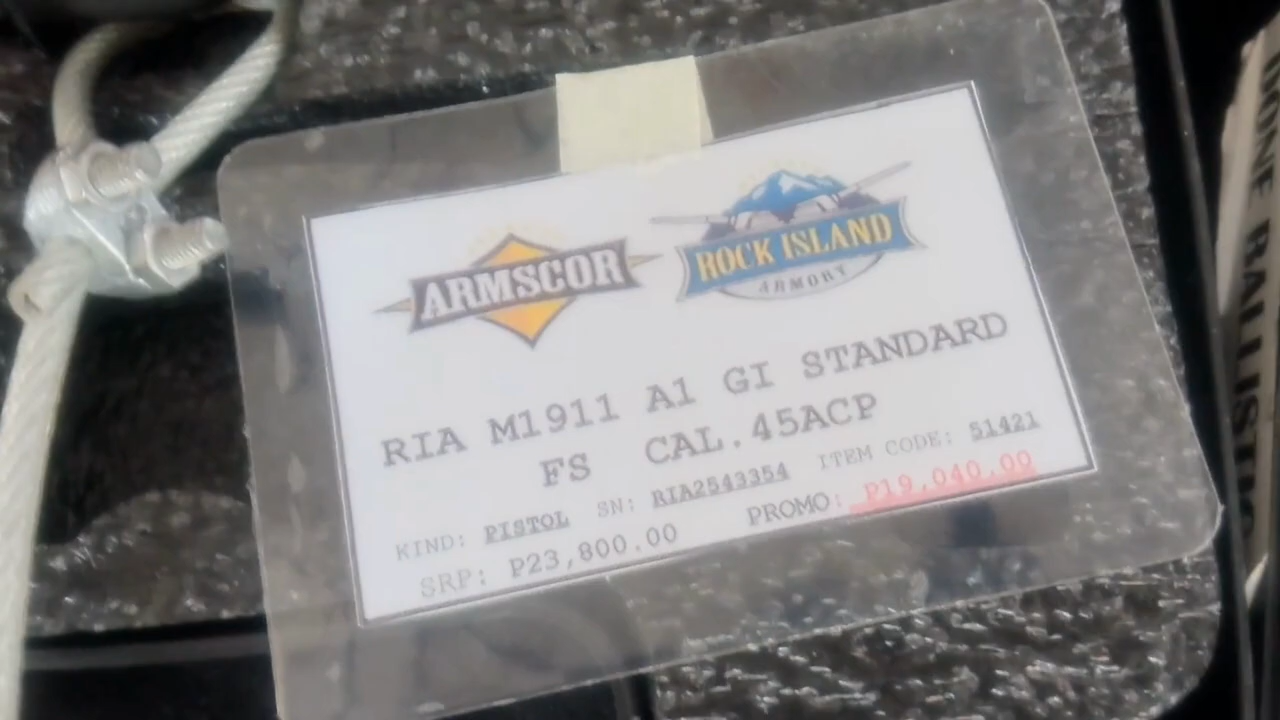 ARMSCOR
ROCK ISLAND
ARMORY
RIA M1911 A1 GI STANDARD
FS CAL.45ACP
KIND: PISTOL SN: RIA2543354 ITEM CODE: 51421
SRP: P23,800.00 PROMO: P19,040.00